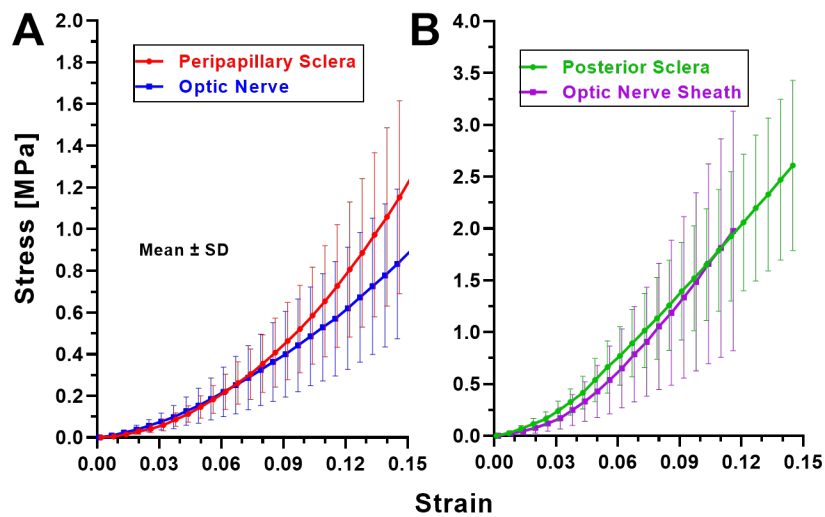 A
Peripapillary Sclera
Optic Nerve
Mean ± SD
Stress [MPa]
2.0
1.8
1.6
1.4
1.2
1.0
0.8
0.6
0.4
0.2
0.0
0.00 0.03 0.06 0.09 0.12 0.15
B
Posterior Sclera
Optic Nerve Sheath
4.0
3.5
3.0
2.5
2.0
1.5
1.0
0.5
0.0
0.00 0.03 0.06 0.09 0.12 0.15
Strain